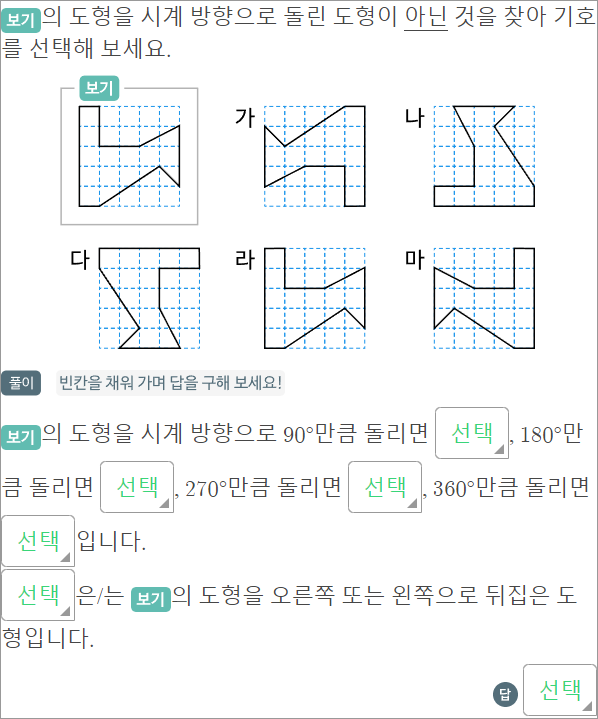 보기의 도형을 시계 방향으로 돌린 도형이 아닌 것을 찾아 기호
를 선택해 보세요.
보기
가
나
다
라
마
풀이 빈칸을 채워 가며 답을 구해 보세요!
보기의 도형을 시계 방향으로 90°만큼 돌리면 선택, 180°만
큼 돌리면 선택, 270°만큼 돌리면 선택, 360°만큼 돌리면
선택입니다.
선택은/는 보기의 도형을 오른쪽 또는 왼쪽으로 뒤집은 도
형입니다.
답 선택